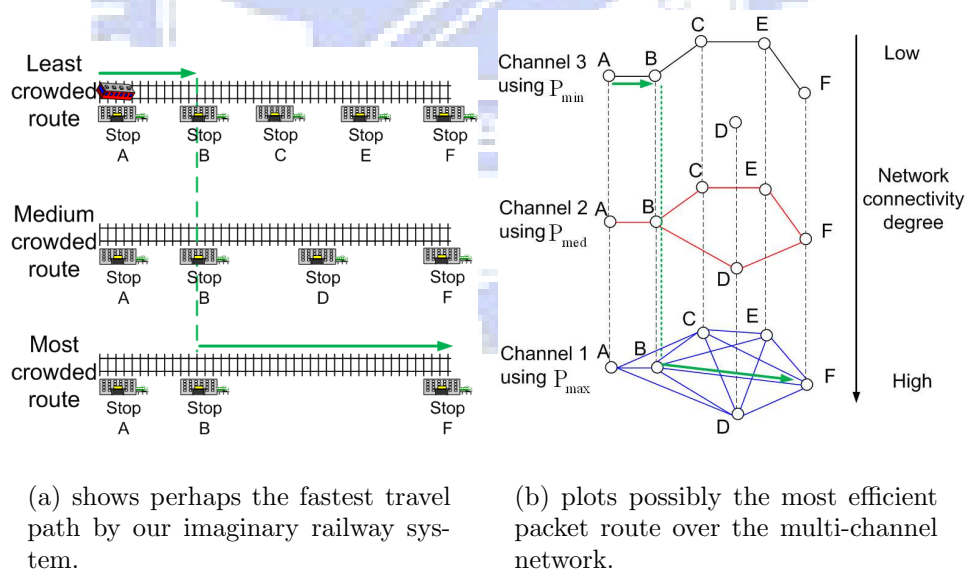 Least
crowded
route
Stop
A
Stop
B
Stop
C
Stop
E
Stop
F
Medium
crowded
route
Stop
A
Stop
B
Stop
D
Stop
F
Most
crowded
route
Stop
A
Stop
B
Stop
F
(a) shows perhaps the fastest travel
path by our imaginary railway sys-
tem.
Channel 3
using Pmin
A
B
C
E
F
D
Channel 2
using Pmed
A
B
C
E
F
D
Channel 1
using Pmax
A
B
C
E
F
D
Low
Network
connectivity
degree
High
(b) plots possibly the most efficient
packet route over the multi-channel
network.